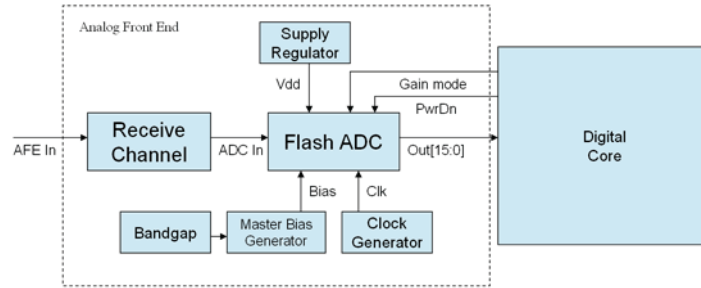 Analog Front End
Supply
Regulator
Vdd
Gain mode
PwrDn
AFE In
Receive
Channel
ADC In
Flash ADC
Out[15:0]
Digital
Core
Bias
Clk
Bandgap
Master Bias
Generator
Clock
Generator